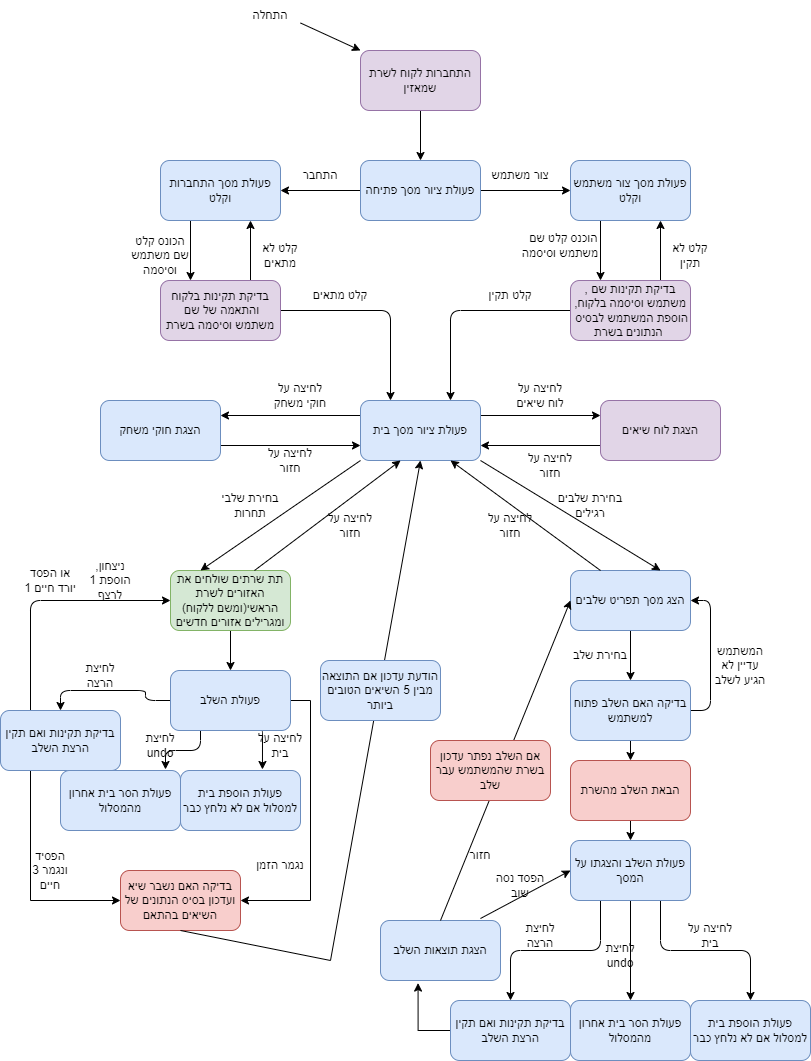 התחלה
התחברות לקוח לשרת
שמאזין
פעולת מסך צור משתמש
וקלט
צור משתמש
פעולת ציור מסך פתיחה
התחבר
פעולת מסך התחברות
וקלט
קלט לא
תקין
הוכנס קלט שם
משתמש וסיסמה
קלט לא
מתאים
הכונס קלט
שם משתמש
וסיסמה
בדיקת תקינות שם ,
משתמש וסיסמה בלקוח,
הוספת המשתמש לבסיס
הנתונים בשרת
קלט תקין
קלט מתאים
בדיקת תקינות בלקוח
והתאמה של שם
משתמש וסיסמה בשרת
לחיצה על
לוח שיאים
לחיצה על
חוקי משחק
הצגת לוח שיאים
פעולת ציור מסך בית
הצגת חוקי משחק
לחיצה על
חזור
לחיצה על
חזור
בחירת שלבים
רגילים
לחיצה על
חזור
לחיצה על
חזור
בחירת שלבי
תחרות
הצג מסך תפריט שלבים
תת שרתים שולחים את
האזורים לשרת
הראשי(ומשם ללקוח)
ומגרילים אזורים חדשים
ניצחון,
הוספת 1
לרצף
או הפסד
יורד חיים 1
המשתמש
עדיין לא
הגיע לשלב
בחירת שלב
הודעת עדכון אם התוצאה
מבין 5 השיאים הטובים
ביותר
פעולת השלב
לחיצת
הרצה
בדיקה האם השלב פתוח
למשתמש
בדיקת תקינות ואם תקין
הרצת השלב
לחיצה על
בית
לחיצת
undo
אם השלב נפתר עדכון
בשרת שהמשתמש עבר
שלב
הבאת השלב מהשרת
פעולת הוספת בית
למסלול אם לא נלחץ כבר
פעולת הסר בית אחרון
מהמסלול
פעולת השלב והצגתו על
המסך
חזור
נגמר הזמן
הפסיד
ונגמר 3
חיים
הפסד נסה
שוב
בדיקה האם נשבר שיא
ועדכון בסיס הנתונים של
השיאים בהתאם
לחיצה על
בית
לחיצת
undo
לחיצת
הרצה
הצגת תוצאות השלב
פעולת הוספת בית
למסלול אם לא נלחץ כבר
פעולת הסר בית אחרון
מהמסלול
בדיקת תקינות ואם תקין
הרצת השלב